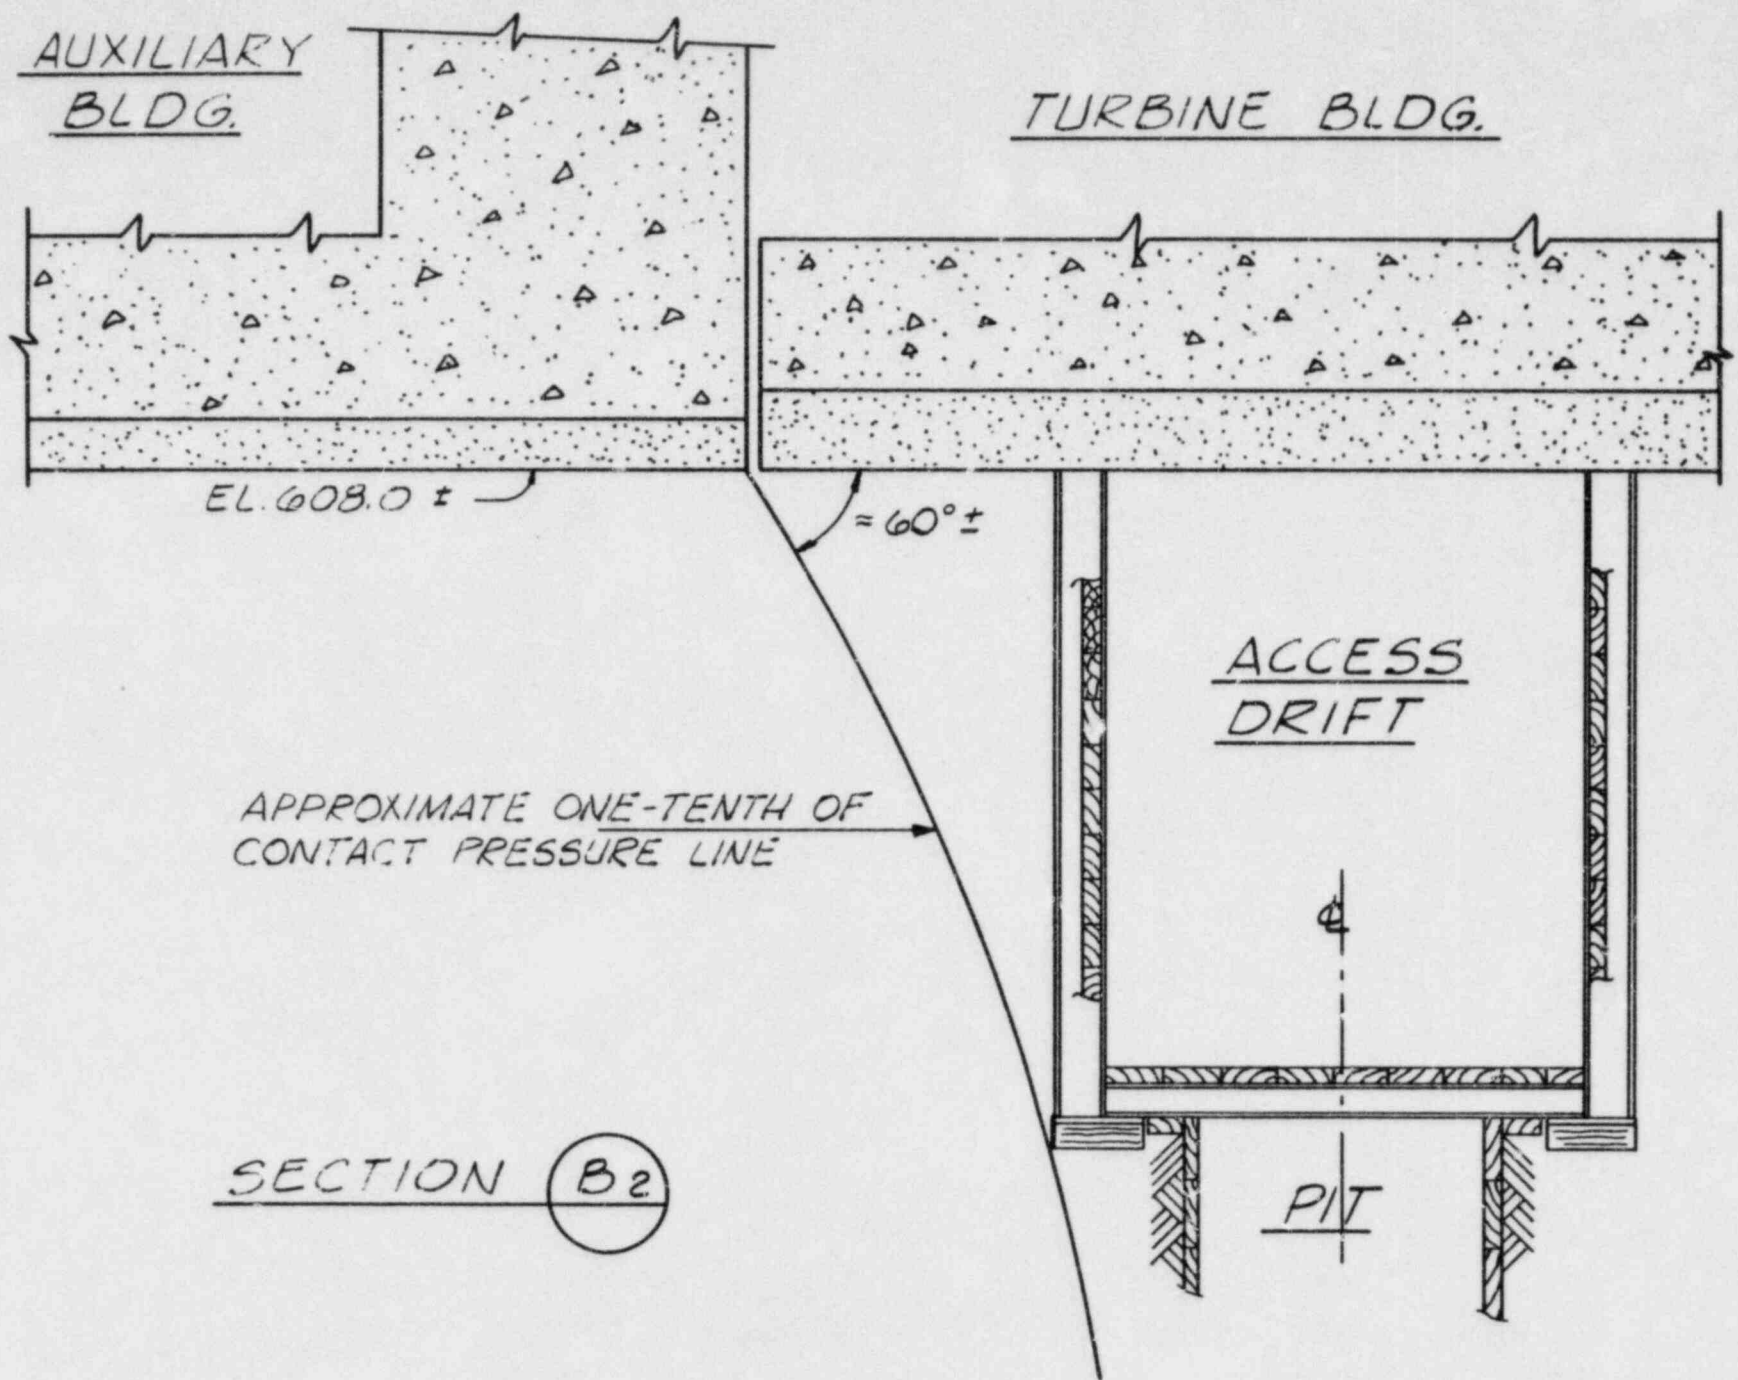 AUXILIARY
BLDG.
TURBINE BLDG.
EL. 608.0 ±
≈ 60° ±
ACCESS
DRIFT
APPROXIMATE ONE-TENTH OF
CONTACT PRESSURE LINE
℄
SECTION B2
PIT